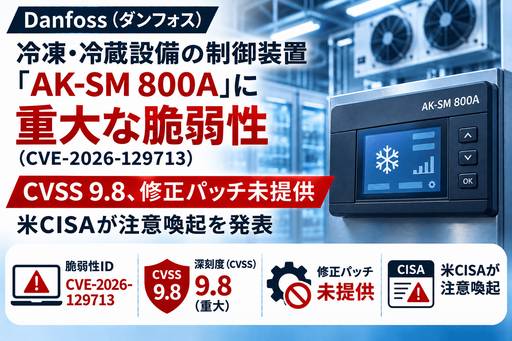 Danfoss（ダンフォス）
冷凍・冷蔵設備の制御装置
「AK-SM 800A」に
重大な脆弱性
（CVE-2026-129713）
CVSS 9.8、修正パッチ未提供
米CISAが注意喚起を発表
AK-SM 800A
OK
脆弱性ID
CVE-2026-
129713
CVSS
9.8
深刻度（CVSS）
9.8
（重大）
修正パッチ
未提供
CISA
米CISAが
注意喚起